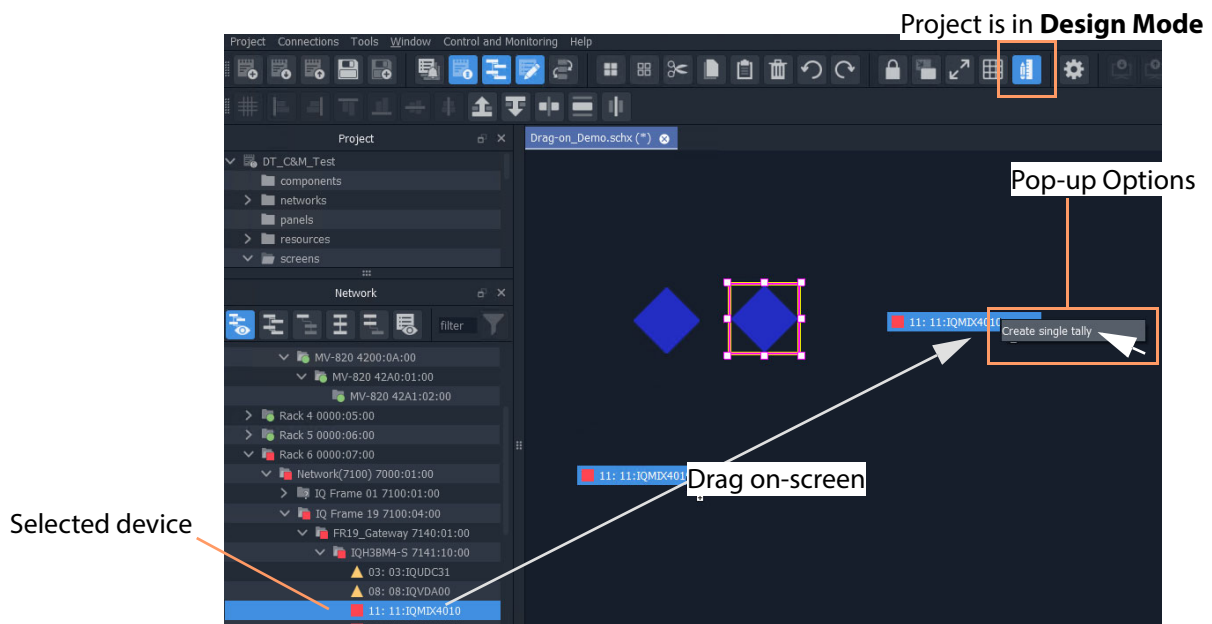 Project is in Design Mode
Project Connections Tools Window Control and Monitoring Help
Project
Drag-on_Demo.schx (*)
DT_C&M_Test
components
networks
panels
resources
screens
Pop-up Options
Network
filter
11: 11:IQMIX4010
Create single tally
MV-820 4200:0A:00
MV-820 42A0:01:00
MV-820 42A1:02:00
Rack 4 0000:05:00
Rack 5 0000:06:00
Rack 6 0000:07:00
Network(7100) 7000:01:00
11: 11:IQMIX401
Drag on-screen
IQ Frame 01 7100:01:00
IQ Frame 19 7100:04:00
Selected device
FR19_Gateway 7140:01:00
IQH3BM4-S 7141:10:00
03: 03:IQUDC31
08: 08:IQVDA00
11: 11:IQMIX4010